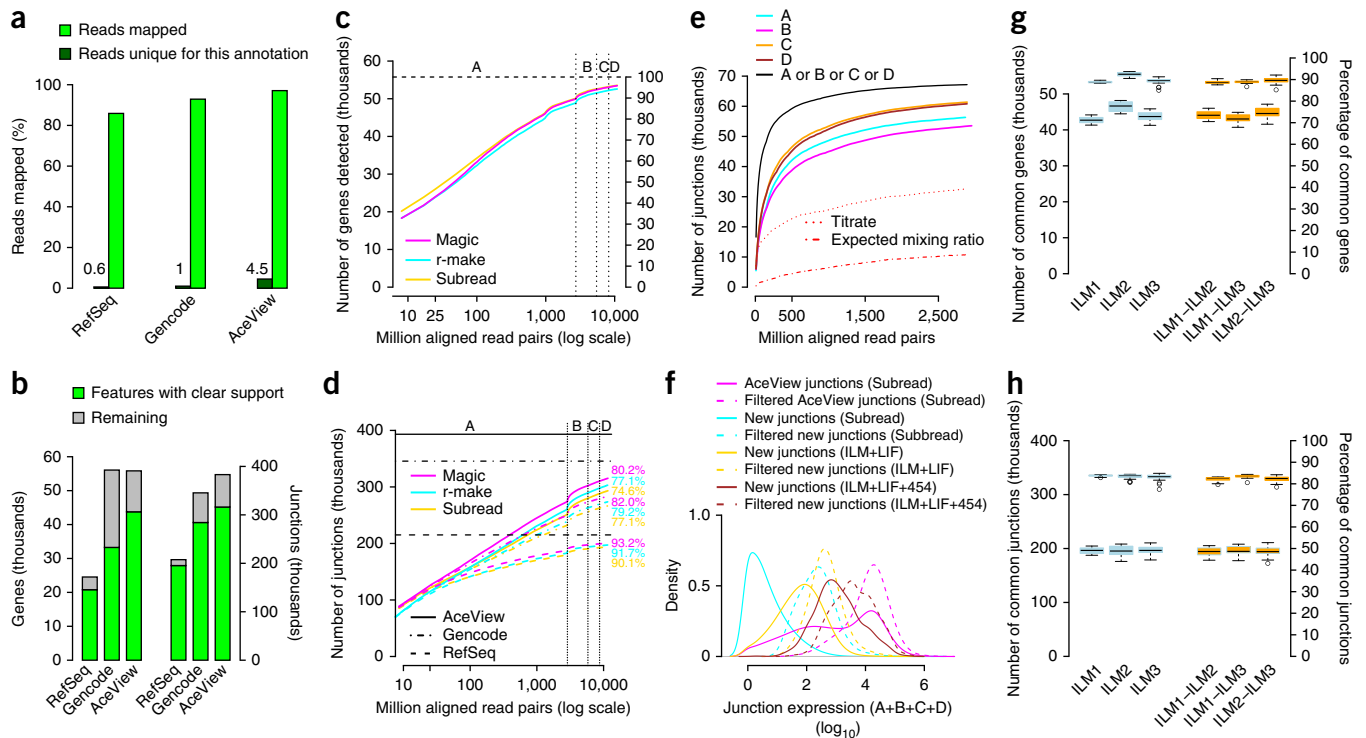 a
Reads mapped
Reads unique for this annotation
Reads mapped (%)
100
80
60
40
20
0
0.6
1
4.5
RefSeq
Gencode
AceView
b
Features with clear support
Remaining
Genes (thousands)
60
50
40
30
20
10
0
Junctions (thousands)
400
300
200
100
0
RefSeq
Gencode
AceView
RefSeq
Gencode
AceView
c
Number of genes detected (thousands)
60
50
40
30
20
10
0
A
B
C
D
100
90
80
70
60
50
40
30
20
10
0
Magic
r-make
Subread
10
25
100
1,000
10,000
Million aligned read pairs (log scale)
d
Number of junctions (thousands)
400
300
200
100
000
A
B
C
D
Magic
r-make
Subread
80.2%
77.1%
74.6%
82.0%
79.2%
77.1%
93.2%
91.7%
90.1%
AceView
Gencode
RefSeq
10
100
1,000
10,000
Million aligned read pairs (log scale)
e
A
B
C
D
A or B or C or D
Number of junctions (thousands)
70
60
50
40
30
20
10
0
Titrate
Expected mixing ratio
0
500
1,500
2,500
Million aligned read pairs
f
AceView junctions (Subread)
Filtered AceView junctions (Subread)
New junctions (Subread)
Filtered new junctions (Subbread)
New junctions (ILM+LIF)
Filtered new junctions (ILM+LIF)
New junctions (ILM+LIF+454)
Filtered new junctions (ILM+LIF+454)
Density
1.0
0.5
0
0
2
4
6
Junction expression (A+B+C+D)
(log10)
g
Number of common genes (thousands)
50
40
30
20
10
0
Percentage of common genes
100
90
80
70
60
50
40
30
20
10
0
ILM1
ILM2
ILM3
ILM1–ILM2
ILM1–ILM3
ILM2–ILM3
h
Number of common junctions (thousands)
400
300
200
100
000
Percentage of common junctions
100
90
80
70
60
50
40
30
20
10
0
ILM1
ILM2
ILM3
ILM1–ILM2
ILM1–ILM3
ILM2–ILM3